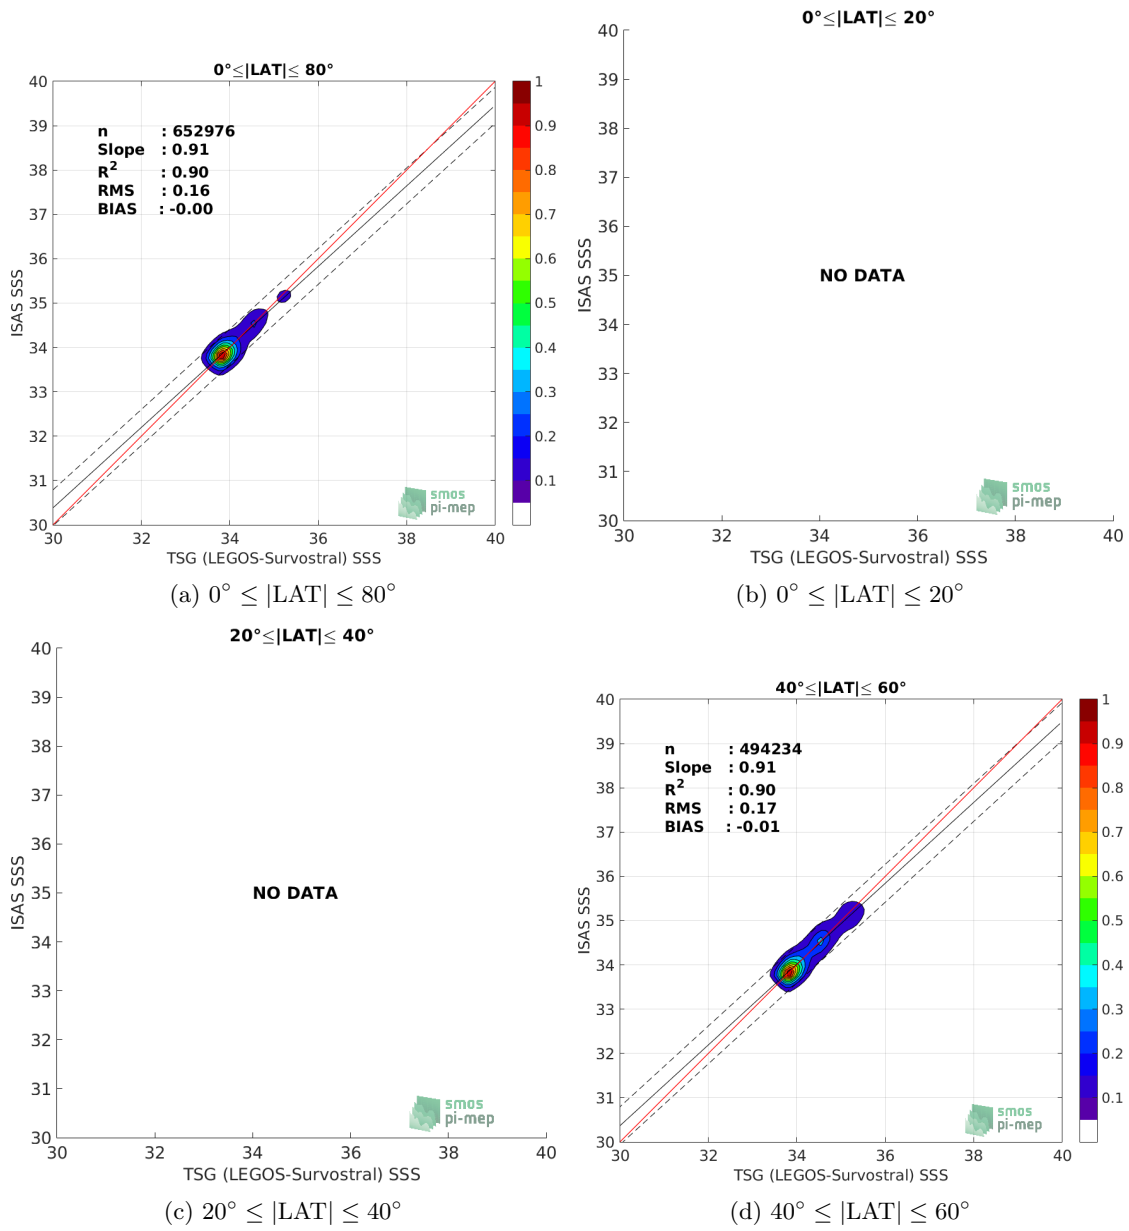 0°≤|LAT|≤ 80°
40
39
38
37
36
35
34
33
32
31
30
ISAS SSS
n : 652976
Slope : 0.91
R² : 0.90
RMS : 0.16
BIAS : -0.00
smos
pi-mep
30 32 34 36 38 40
TSG (LEGOS-Survostral) SSS
1
0.9
0.8
0.7
0.6
0.5
0.4
0.3
0.2
0.1
(a) 0° ≤ |LAT| ≤ 80°
0°≤|LAT|≤ 20°
40
39
38
37
36
35
34
33
32
31
30
ISAS SSS
NO DATA
smos
pi-mep
30 32 34 36 38 40
TSG (LEGOS-Survostral) SSS
(b) 0° ≤ |LAT| ≤ 20°
20°≤|LAT|≤ 40°
40
39
38
37
36
35
34
33
32
31
30
ISAS SSS
NO DATA
smos
pi-mep
30 32 34 36 38 40
TSG (LEGOS-Survostral) SSS
(c) 20° ≤ |LAT| ≤ 40°
40°≤|LAT|≤ 60°
40
39
38
37
36
35
34
33
32
31
30
ISAS SSS
n : 494234
Slope : 0.91
R² : 0.90
RMS : 0.17
BIAS : -0.01
smos
pi-mep
30 32 34 36 38 40
TSG (LEGOS-Survostral) SSS
1
0.9
0.8
0.7
0.6
0.5
0.4
0.3
0.2
0.1
(d) 40° ≤ |LAT| ≤ 60°